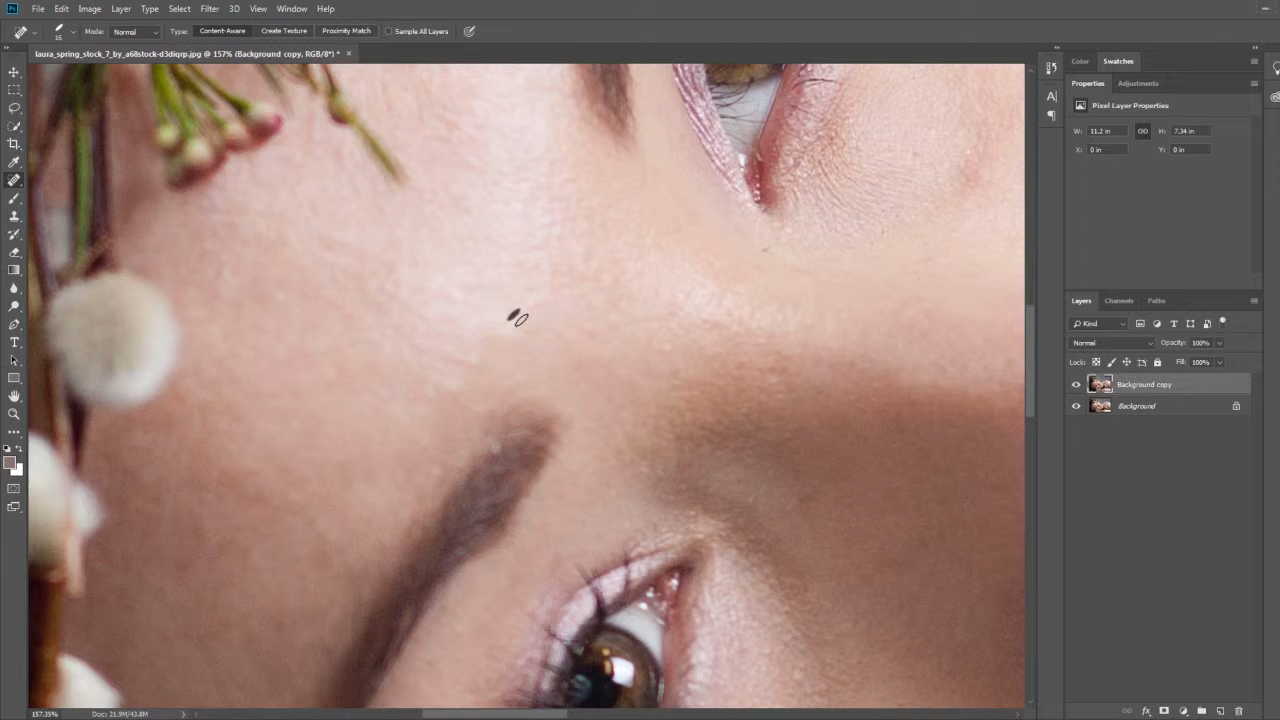 Ps File Edit Image Layer Type Select Filter 3D View Window Help
16 Mode: Normal Type: Content-Aware Create Texture Proximity Match Sample All Layers
laura_spring_stock_7_by_a68stock-d3diqrp.jpg @ 157% (Background copy, RGB/8*) * ×
Color Swatches
Properties Adjustments
Pixel Layer Properties
W: 11.2 in H: 7.34 in
X: 0 in Y: 0 in
Layers Channels Paths
Kind
Normal Opacity: 100%
Lock: Fill: 100%
Background copy
Background
157.35% Doc: 21.9M/43.8M